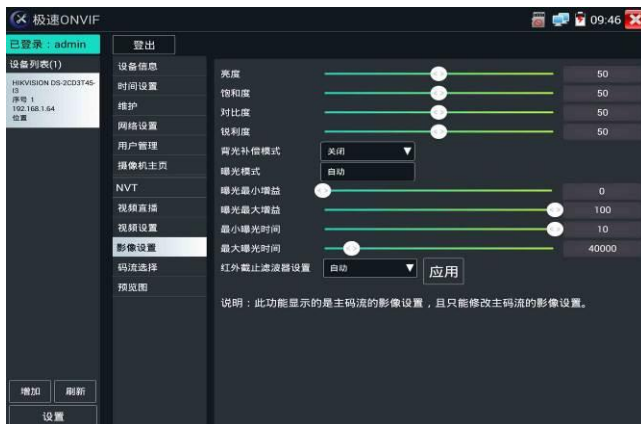 极速ONVIF
09:46
已登录：admin
登出
设备列表(1)
HIKVISION DS-2CD3T45-I3
序号 1
192.168.1.64
位置
增加
刷新
设置
设备信息
时间设置
维护
网络设置
用户管理
摄像机主页
NVT
视频直播
视频设置
影像设置
码流选择
预览图
亮度 50
饱和度 50
对比度 50
锐利度 50
背光补偿模式 关闭
曝光模式 自动
曝光最小增益 0
曝光最大增益 100
最小曝光时间 10
最大曝光时间 40000
红外截止滤波器设置 自动 应用
说明：此功能显示的是主码流的影像设置，且只能修改主码流的影像设置。